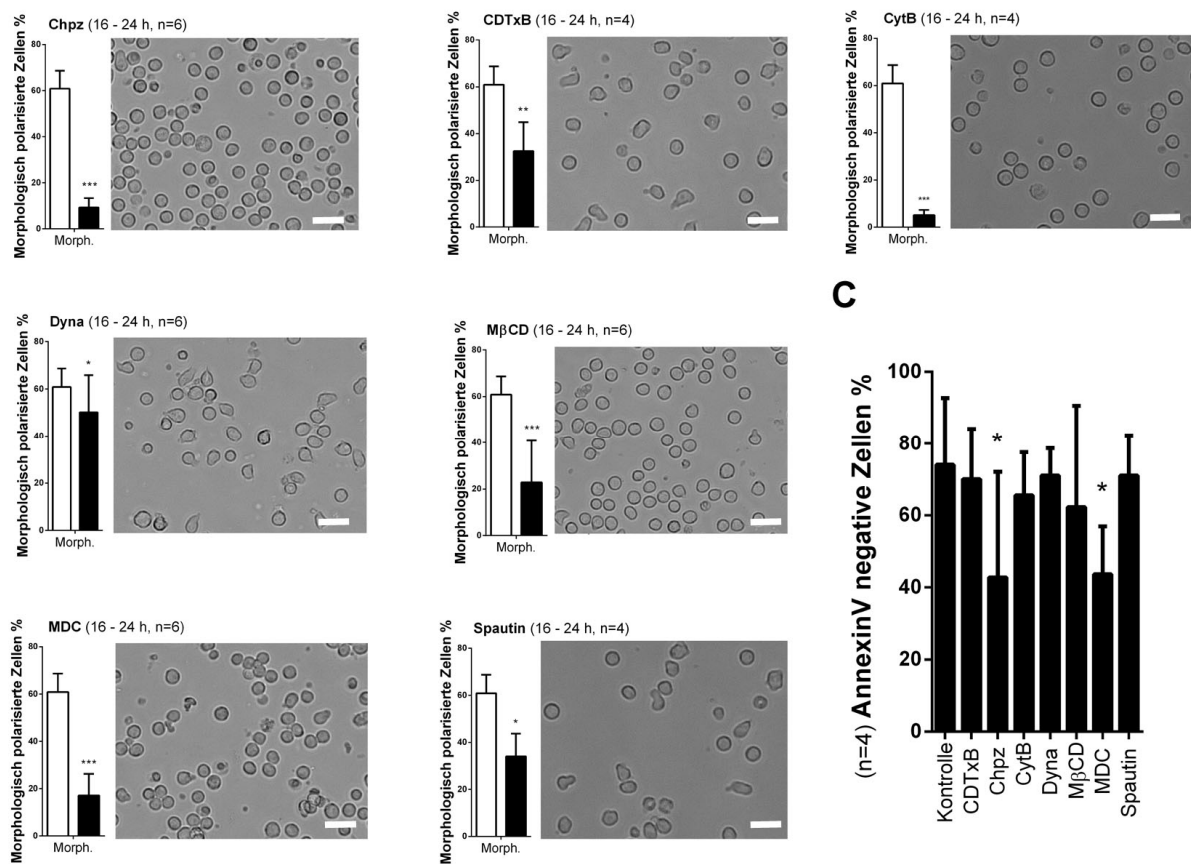 Chpz (16 - 24 h, n=6)
Morphologisch polarisierte Zellen %
80
60
40
20
0
***
Morph.
CDTxB (16 - 24 h, n=4)
Morphologisch polarisierte Zellen %
80
60
40
20
0
**
Morph.
CytB (16 - 24 h, n=4)
Morphologisch polarisierte Zellen %
80
60
40
20
0
***
Morph.
Dyna (16 - 24 h, n=6)
Morphologisch polarisierte Zellen %
80
60
40
20
0
*
Morph.
MβCD (16 - 24 h, n=6)
Morphologisch polarisierte Zellen %
80
60
40
20
0
***
Morph.
MDC (16 - 24 h, n=6)
Morphologisch polarisierte Zellen %
80
60
40
20
0
***
Morph.
Spautin (16 - 24 h, n=4)
Morphologisch polarisierte Zellen %
80
60
40
20
0
*
Morph.
C
(n=4) AnnexinV negative Zellen %
100
80
60
40
20
0
*
*
Kontrolle
CDTxB
Chpz
CytB
Dyna
MβCD
MDC
Spautin